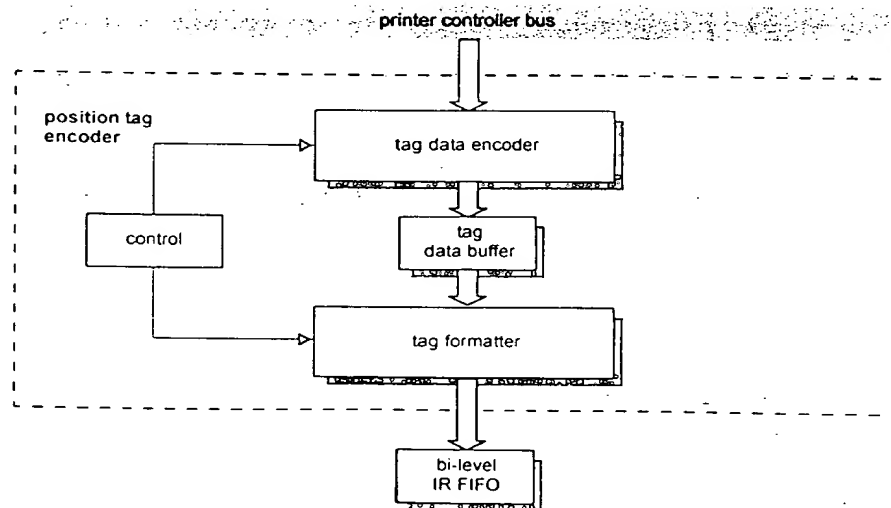 printer controller bus
position tag
encoder
tag data encoder
control
tag
data buffer
tag formatter
bi-level
IR FIFO